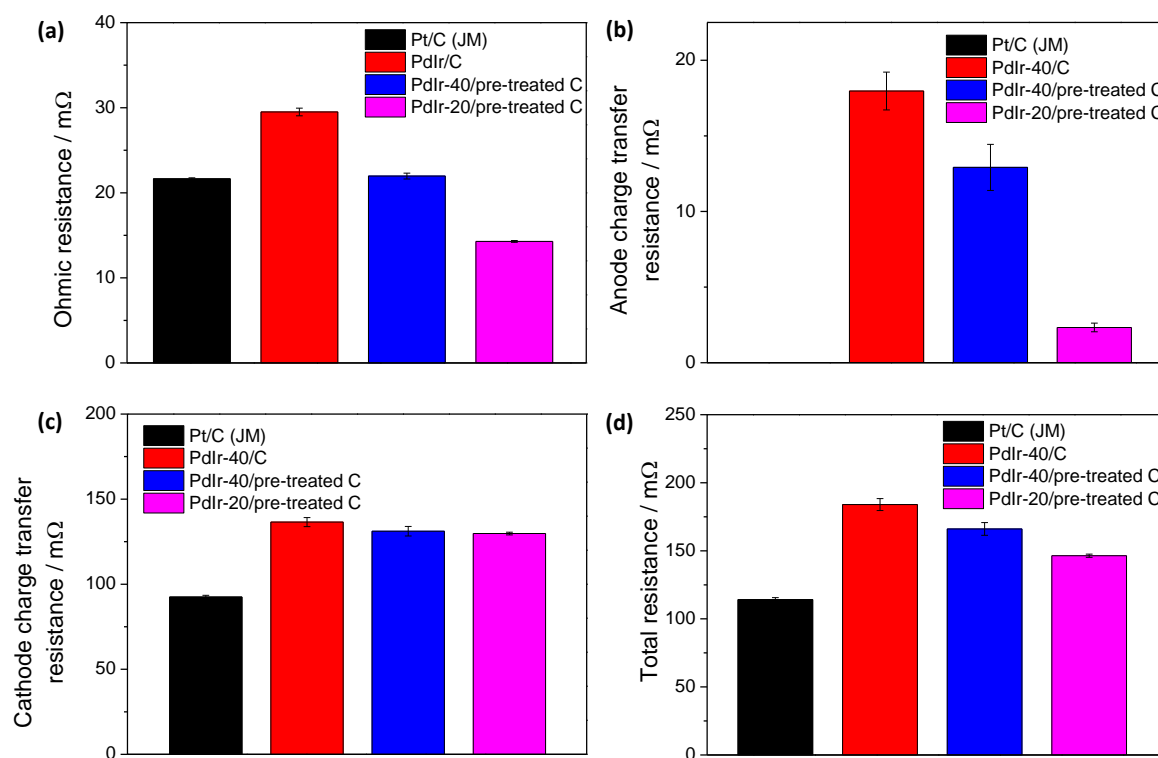 (a)
Ohmic resistance / mΩ
40
30
20
10
0
Pt/C (JM)
PdIr/C
PdIr-40/pre-treated C
PdIr-20/pre-treated C
(b)
Anode charge transfer
resistance / mΩ
20
10
0
Pt/C (JM)
PdIr-40/C
PdIr-40/pre-treated C
PdIr-20/pre-treated C
(c)
Cathode charge transfer
resistance / mΩ
200
150
100
50
0
Pt/C (JM)
PdIr-40/C
PdIr-40/pre-treated C
PdIr-20/pre-treated C
(d)
Total resistance / mΩ
250
200
150
100
50
0
Pt/C (JM)
PdIr-40/C
PdIr-40/pre-treated C
PdIr-20/pre-treated C